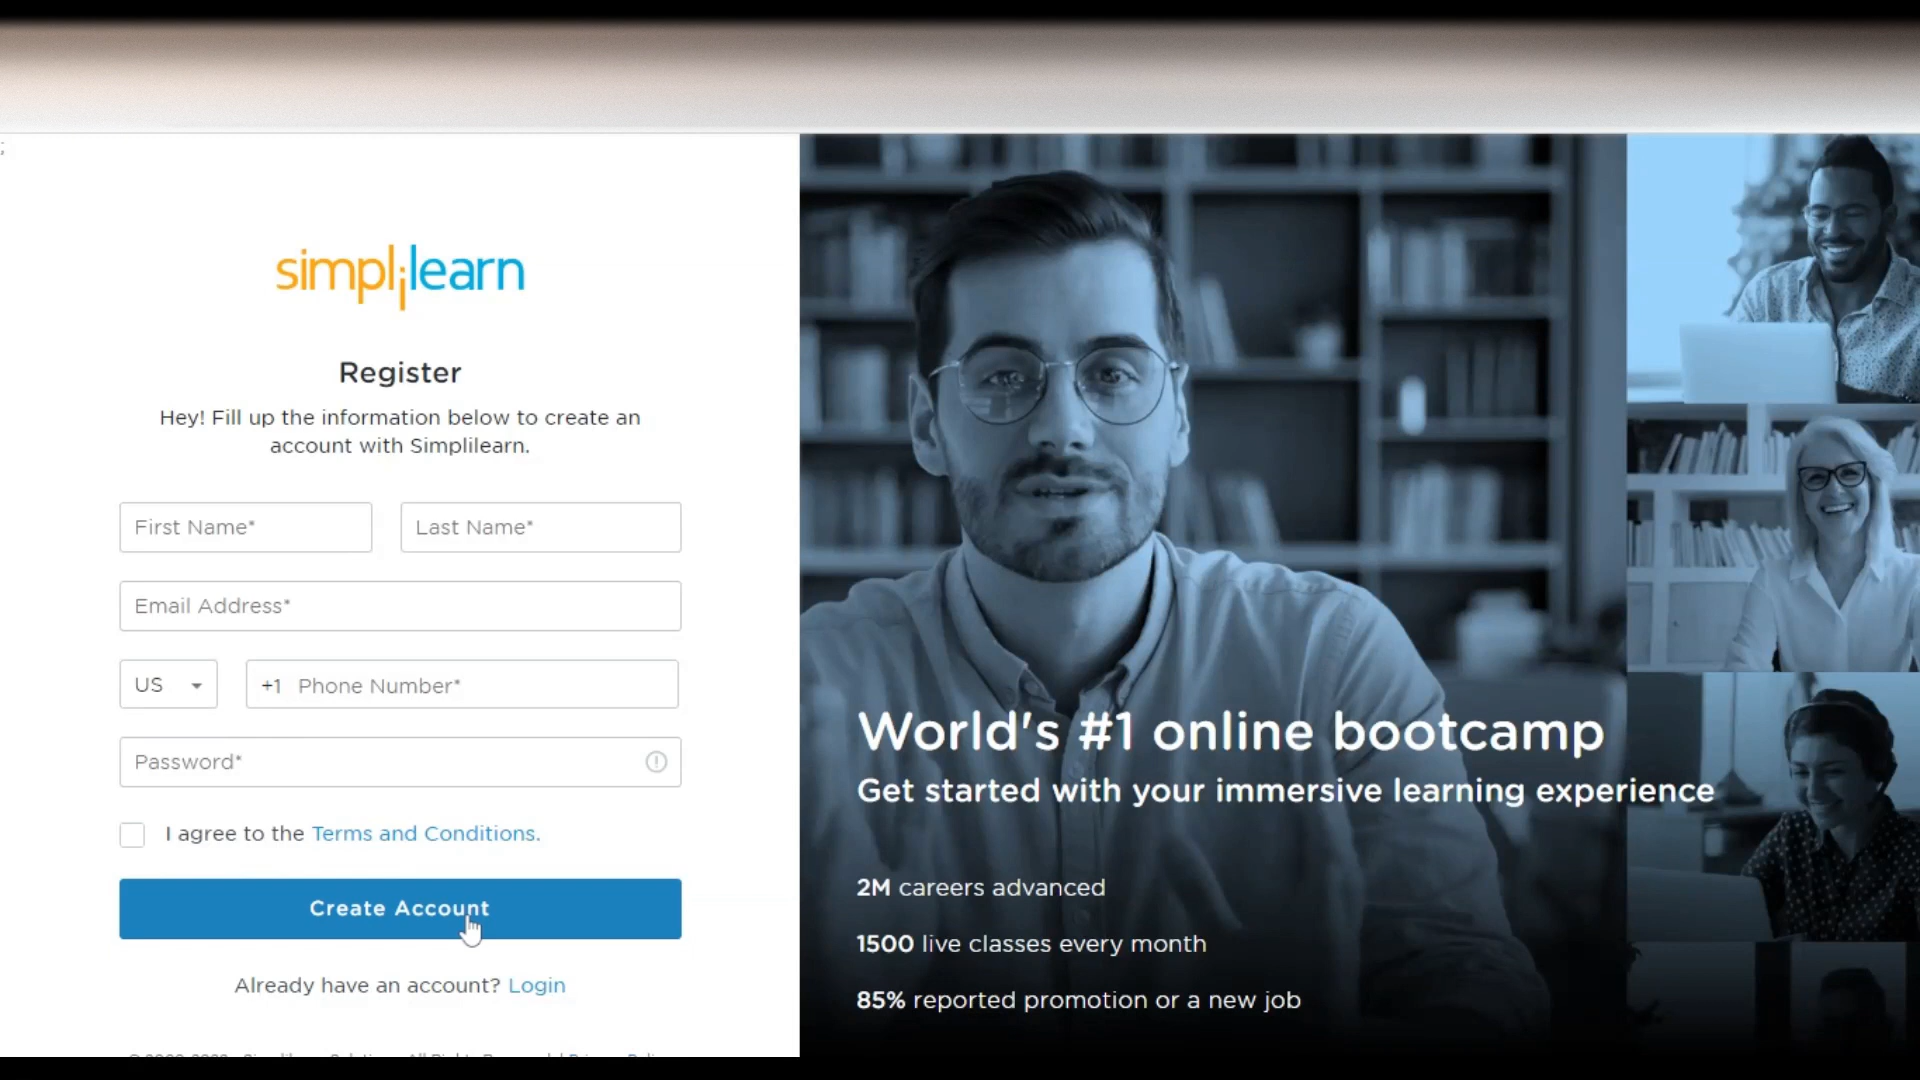 simplilearn
Register
Hey! Fill up the information below to create an
account with Simplilearn.
First Name*
Last Name*
Email Address*
US
+1 Phone Number*
Password*
I agree to the Terms and Conditions.
Create Account
Already have an account? Login
World's #1 online bootcamp
Get started with your immersive learning experience
2M careers advanced
1500 live classes every month
85% reported promotion or a new job